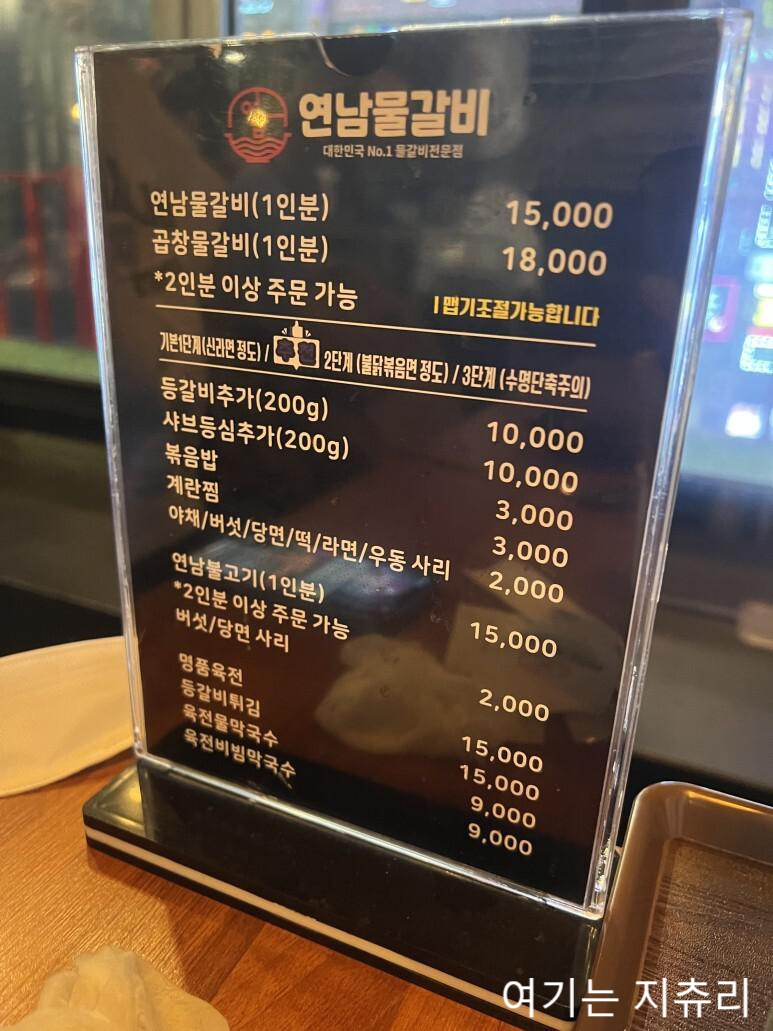 연남물갈비
대한민국 No.1 물갈비전문점
연남물갈비(1인분) 15,000
곱창물갈비(1인분) 18,000
*2인분 이상 주문 가능
맵기조절가능합니다
기본1단계(신라면 정도) / 추천 2단계 (불닭볶음면 정도) / 3단계 (수명단축주의)
등갈비추가(200g) 10,000
샤브등심추가(200g) 10,000
볶음밥 3,000
계란찜 3,000
야채/버섯/당면/떡/라면/우동 사리 2,000
연남불고기(1인분) 15,000
*2인분 이상 주문 가능
버섯/당면 사리 2,000
명품육전 15,000
등갈비튀김 15,000
육전물막국수 9,000
육전비빔막국수 9,000
여기는 지츄리